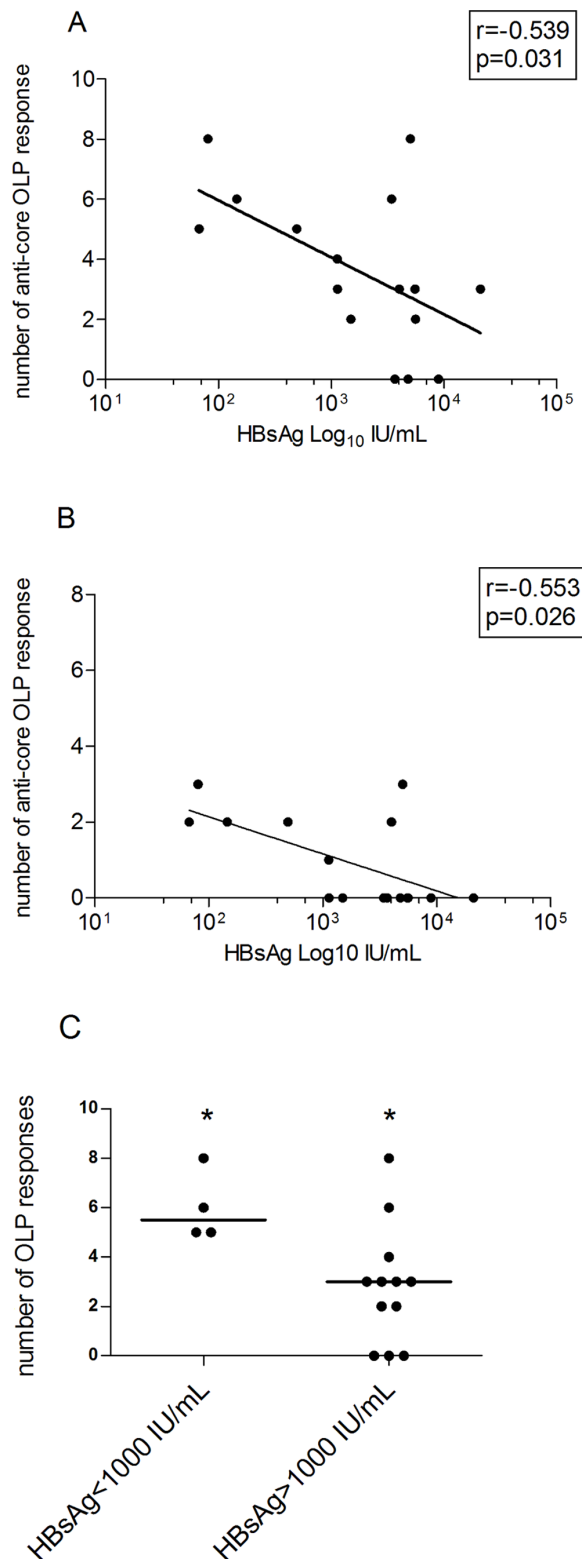 A
r=-0.539
p=0.031
number of anti-core OLP response
10
8
6
4
2
0
10¹ 10² 10³ 10⁴ 10⁵
HBsAg Log₁₀ IU/mL
B
r=-0.553
p=0.026
number of anti-core OLP response
8
6
4
2
0
10¹ 10² 10³ 10⁴ 10⁵
HBsAg Log10 IU/mL
C
number of OLP responses
10
8
6
4
2
0
* *
HBsAg<1000 IU/mL
HBsAg>1000 IU/mL